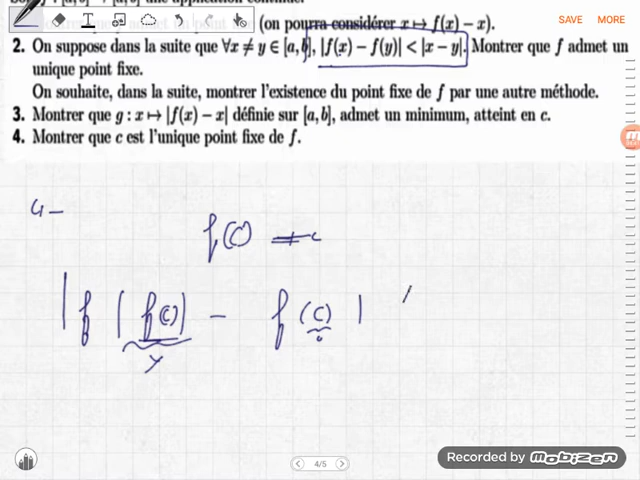 SAVE MORE
(on pourra considérer x ↦ f(x) − x).
2. On suppose dans la suite que ∀x ≠ y ∈ [a, b], |f(x) − f(y)| < |x − y|. Montrer que f admet un
unique point fixe.
On souhaite, dans la suite, montrer l'existence du point fixe de f par une autre méthode.
3. Montrer que g : x ↦ |f(x) − x| définie sur [a, b], admet un minimum, atteint en c.
4. Montrer que c est l'unique point fixe de f.
4 –
f(c) ≠ c
| f ( f(c) ) – f (c) |
y
4/5
Recorded by Mobizen